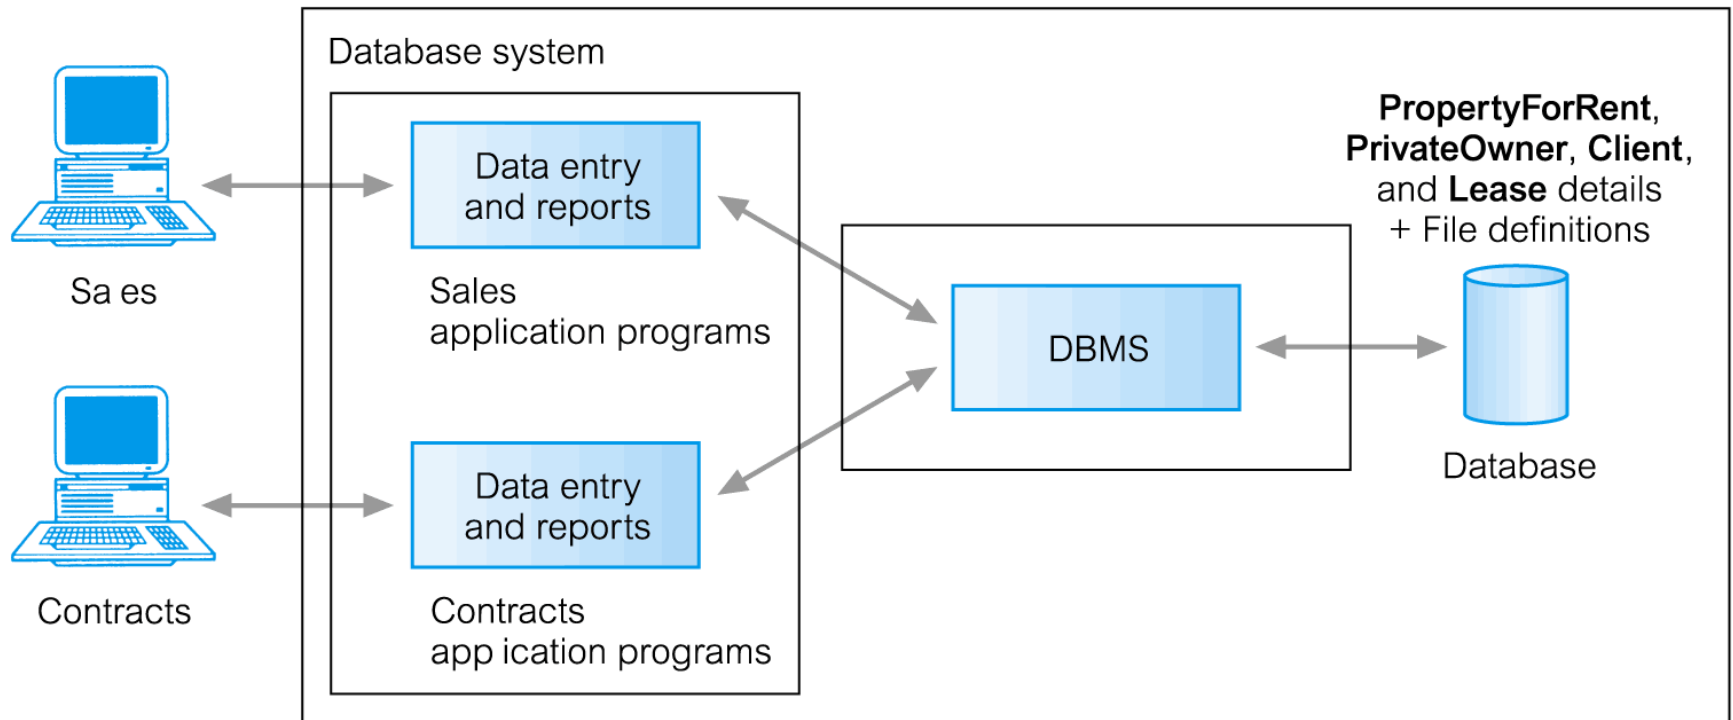 Database system
PropertyForRent,
PrivateOwner, Client,
and Lease details
+ File definitions
Data entry
and reports
Sa es
Sales
application programs
DBMS
Database
Data entry
and reports
Contracts
Contracts
app ication programs